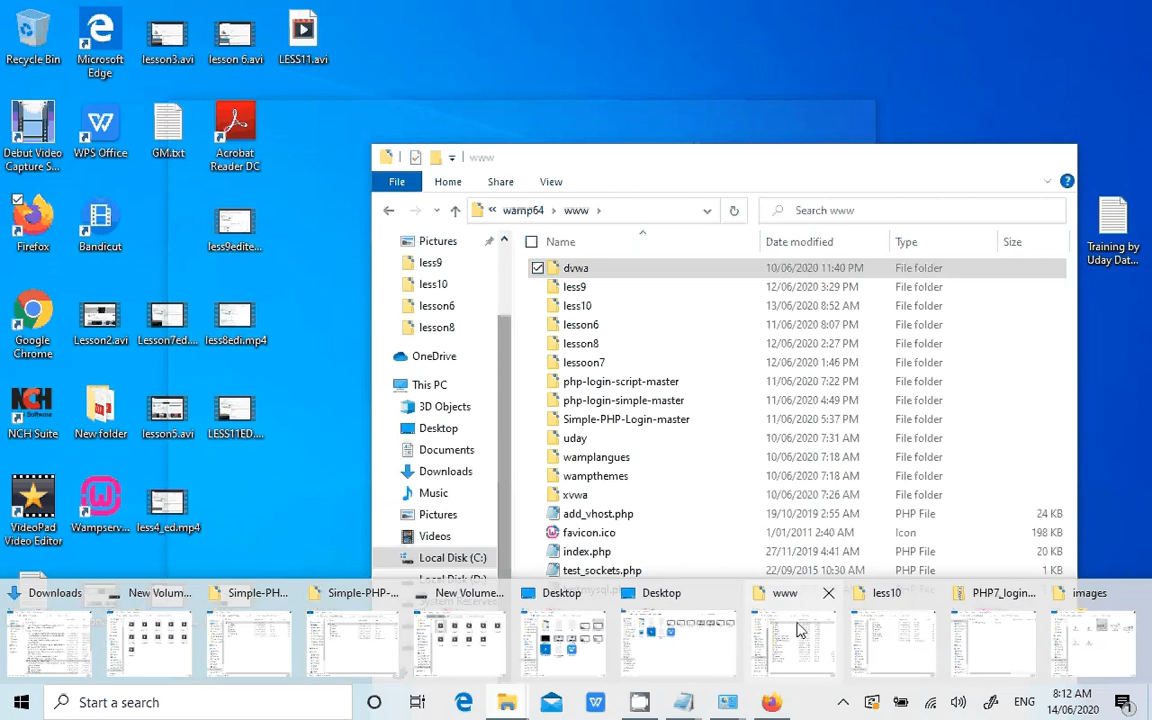 Recycle Bin
Microsoft Edge
lesson3.avi
lesson 6.avi
LESS11.avi
Debut Video Capture S...
WPS Office
GM.txt
Acrobat Reader DC
Firefox
Bandicut
less9edite...
Google Chrome
Lesson2.avi
Lesson7ed....
less8edi.mp4
NCH Suite
New folder
lesson5.avi
LESS11ED....
VideoPad Video Editor
Wampserv...
less4_ed.mp4
Training by Uday Dat...
www
File
Home
Share
View
« wamp64 › www ›
Search www
Name
Date modified
Type
Size
Pictures
less9
less10
lesson6
lesson8
OneDrive
This PC
3D Objects
Desktop
Documents
Downloads
Music
Pictures
Videos
Local Disk (C:)
dvwa 10/06/2020 11:40 PM File folder
less9 12/06/2020 3:29 PM File folder
less10 13/06/2020 8:52 AM File folder
lesson6 11/06/2020 8:07 PM File folder
lesson8 12/06/2020 2:27 PM File folder
lessoon7 12/06/2020 1:46 PM File folder
php-login-script-master 11/06/2020 7:22 PM File folder
php-login-simple-master 11/06/2020 4:49 PM File folder
Simple-PHP-Login-master 11/06/2020 5:37 PM File folder
uday 10/06/2020 7:31 AM File folder
wamplangues 10/06/2020 7:18 AM File folder
wampthemes 10/06/2020 7:18 AM File folder
xvwa 10/06/2020 7:26 AM File folder
add_vhost.php 19/10/2019 2:55 AM PHP File 24 KB
favicon.ico 1/01/2011 2:40 AM Icon 198 KB
index.php 27/11/2019 4:41 AM PHP File 20 KB
test_sockets.php 22/09/2015 10:30 AM PHP File 1 KB
Downloads
New Volum...
Simple-PH...
Simple-PHP-...
New Volume...
Desktop
Desktop
www
less10
PHP7_login...
images
Start a search
ENG
8:12 AM
14/06/2020
1